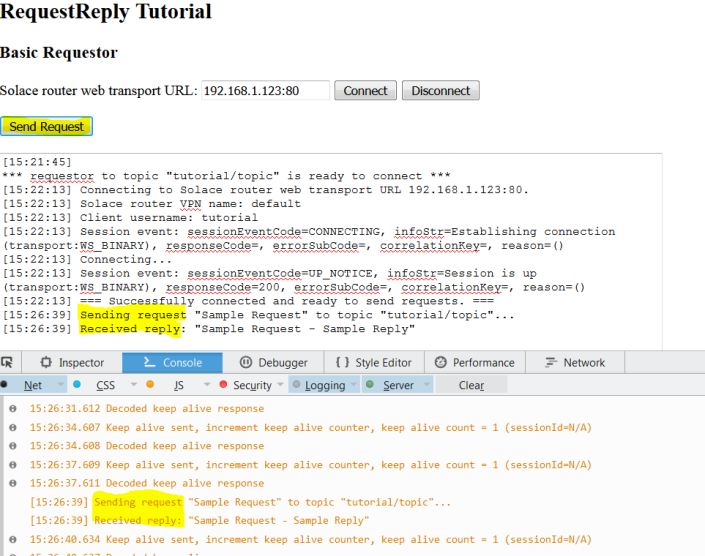 RequestReply Tutorial
Basic Requestor
Solace router web transport URL: 192.168.1.123:80 Connect Disconnect
Send Request
[15:21:45]
*** requestor to topic "tutorial/topic" is ready to connect ***
[15:22:13] Connecting to Solace router web transport URL 192.168.1.123:80.
[15:22:13] Solace router VPN name: default
[15:22:13] Client username: tutorial
[15:22:13] Session event: sessionEventCode=CONNECTING, infoStr=Establishing connection
(transport:WS_BINARY), responseCode=, errorSubCode=, correlationKey=, reason=()
[15:22:13] Connecting...
[15:22:13] Session event: sessionEventCode=UP_NOTICE, infoStr=Session is up
(transport:WS_BINARY), responseCode=200, errorSubCode=, correlationKey=, reason=()
[15:22:13] === Successfully connected and ready to send requests. ===
[15:26:39] Sending request "Sample Request" to topic "tutorial/topic"...
[15:26:39] Received reply: "Sample Request - Sample Reply"
Inspector Console Debugger { } Style Editor Performance Network
Net CSS JS Security Logging Server Clear
15:26:31.612 Decoded keep alive response
15:26:34.607 Keep alive sent, increment keep alive counter, keep alive count = 1 (sessionId=N/A)
15:26:34.608 Decoded keep alive response
15:26:37.609 Keep alive sent, increment keep alive counter, keep alive count = 1 (sessionId=N/A)
15:26:37.611 Decoded keep alive response
[15:26:39] Sending request "Sample Request" to topic "tutorial/topic"...
[15:26:39] Received reply: "Sample Request - Sample Reply"
15:26:40.634 Keep alive sent, increment keep alive counter, keep alive count = 1 (sessionId=N/A)